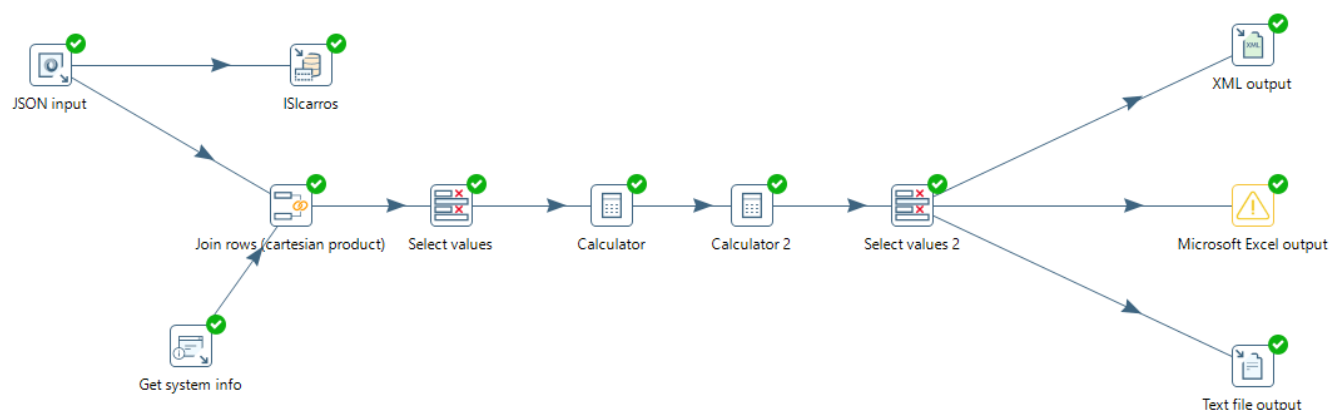 JSON input
ISIcarros
XML
XML output
Join rows (cartesian product)
Select values
Calculator
Calculator 2
Select values 2
Microsoft Excel output
Get system info
Text file output